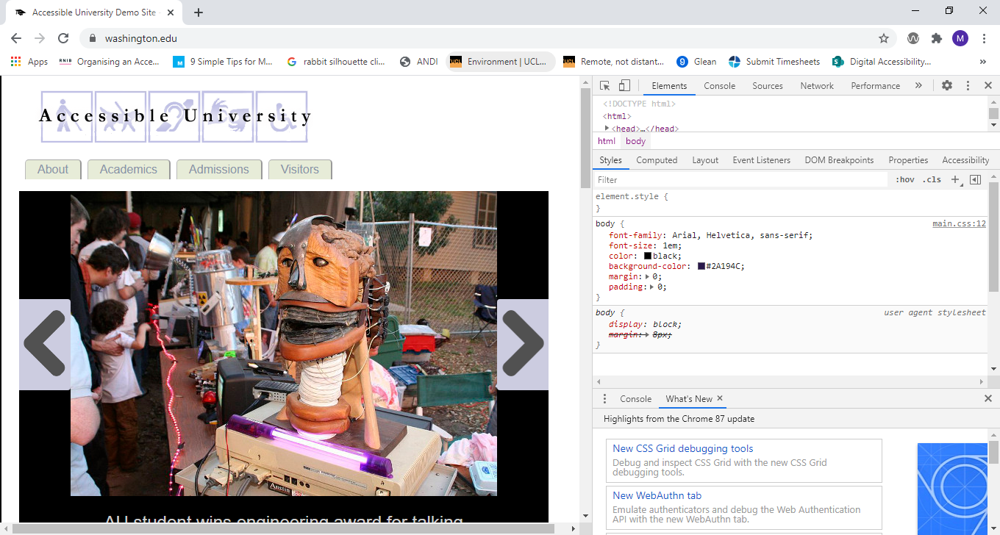 Accessible University Demo Site -
washington.edu
M
Apps
RNIB Organising an Acce...
M 9 Simple Tips for M...
G rabbit silhouette cli...
ANDI
UCL Environment | UCL...
UCL Remote, not distant...
9 Glean
Submit Timesheets
S Digital Accessibility...
»
Accessible University
About
Academics
Admissions
Visitors
Austin
AU student wins engineering award for talking
Elements
Console
Sources
Network
Performance
»
<!DOCTYPE html>
<html>
<head>…</head>
html
body
Styles
Computed
Layout
Event Listeners
DOM Breakpoints
Properties
Accessibility
Filter
:hov .cls +
element.style {
}
body {
main.css:12
font-family: Arial, Helvetica, sans-serif;
font-size: 1em;
color: black;
background-color: #2A194C;
margin: 0;
padding: 0;
}
body {
user agent stylesheet
display: block;
margin: 8px;
}
Console
What's New
Highlights from the Chrome 87 update
New CSS Grid debugging tools
Debug and inspect CSS Grid with the new CSS Grid
debugging tools.
New WebAuthn tab
Emulate authenticators and debug the Web Authentication
API with the new WebAuthn tab.